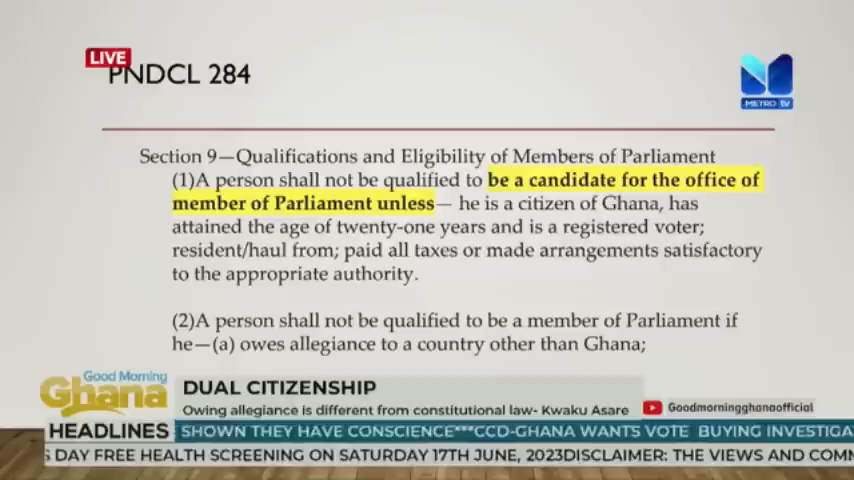 LIVE
PNDCL 284
METRO TV
Section 9—Qualifications and Eligibility of Members of Parliament
(1)A person shall not be qualified to be a candidate for the office of
member of Parliament unless— he is a citizen of Ghana, has
attained the age of twenty-one years and is a registered voter;
resident/haul from; paid all taxes or made arrangements satisfactory
to the appropriate authority.
(2)A person shall not be qualified to be a member of Parliament if
he—(a) owes allegiance to a country other than Ghana;
Good Morning
Ghana
DUAL CITIZENSHIP
Owing allegiance is different from constitutional law- Kwaku Asare
Goodmorningghanaofficial
HEADLINES
SHOWN THEY HAVE CONSCIENCE***CCD-GHANA WANTS VOTE BUYING INVESTIGA
S DAY FREE HEALTH SCREENING ON SATURDAY 17TH JUNE, 2023DISCLAIMER: THE VIEWS AND COMM